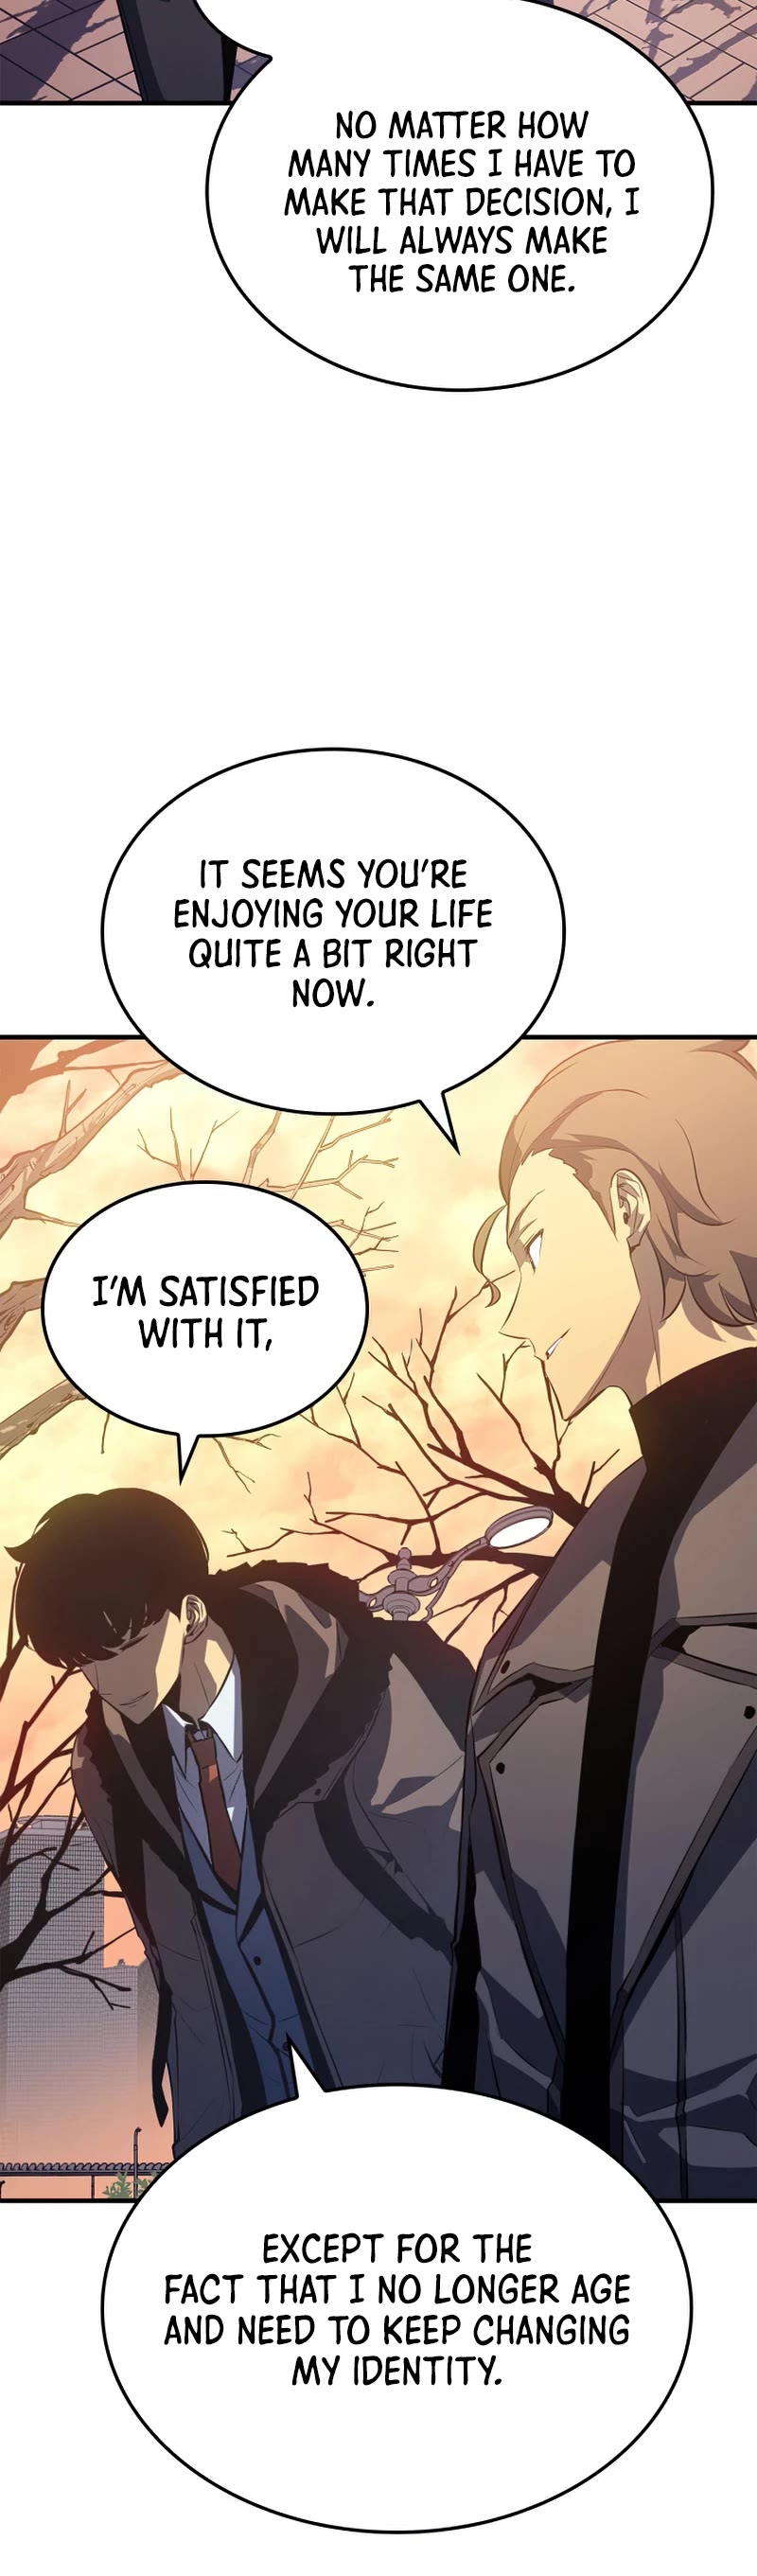 NO MATTER HOW
MANY TIMES I HAVE TO
MAKE THAT DECISION, I
WILL ALWAYS MAKE
THE SAME ONE.
IT SEEMS YOU'RE
ENJOYING YOUR LIFE
QUITE A BIT RIGHT
NOW.
I'M SATISFIED
WITH IT,
EXCEPT FOR THE
FACT THAT I NO LONGER AGE
AND NEED TO KEEP CHANGING
MY IDENTITY.